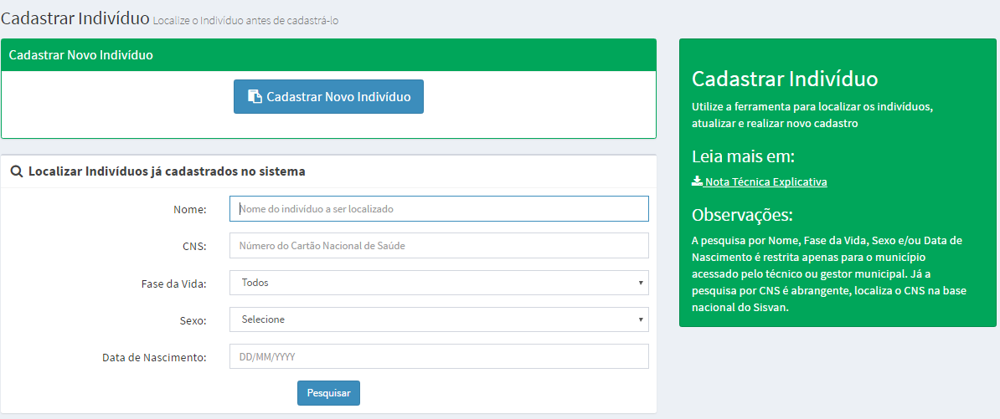 Cadastrar Indivíduo Localize o Indivíduo antes de cadastrá-lo
Cadastrar Novo Indivíduo
Cadastrar Novo Indivíduo
Localizar Indivíduos já cadastrados no sistema
Nome: Nome do indivíduo a ser localizado
CNS: Número do Cartão Nacional de Saúde
Fase da Vida: Todos
Sexo: Selecione
Data de Nascimento: DD/MM/YYYY
Pesquisar
Cadastrar Indivíduo
Utilize a ferramenta para localizar os indivíduos,
atualizar e realizar novo cadastro
Leia mais em:
Nota Técnica Explicativa
Observações:
A pesquisa por Nome, Fase da Vida, Sexo e/ou Data de
Nascimento é restrita apenas para o município
acessado pelo técnico ou gestor municipal. Já a
pesquisa por CNS é abrangente, localiza o CNS na base
nacional do Sisvan.